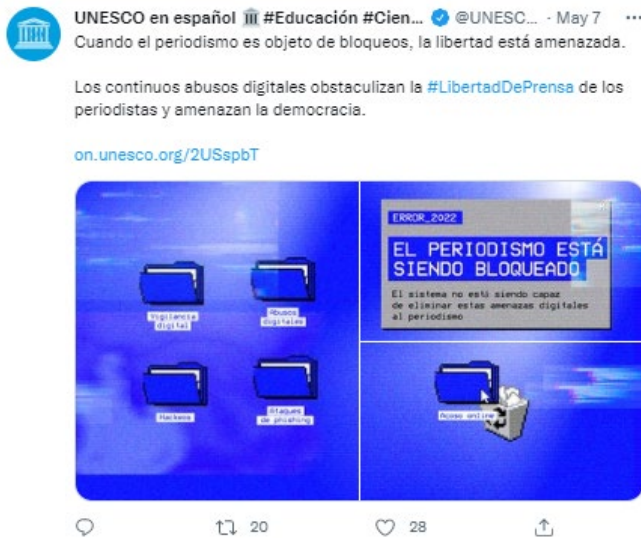 UNESCO en español 🏛 #Educación #Cien... @UNESC... · May 7 ...
Cuando el periodismo es objeto de bloqueos, la libertad está amenazada.
Los continuos abusos digitales obstaculizan la #LibertadDePrensa de los
periodistas y amenazan la democracia.
on.unesco.org/2USspbT
Vigilancia
digital
Abusos
digitales
Hackeos
Ataques
de phishing
ERROR_2022
EL PERIODISMO ESTÁ
SIENDO BLOQUEADO
El sistema no está siendo capaz
de eliminar estas amenazas digitales
al periodismo
Acoso online
20
28